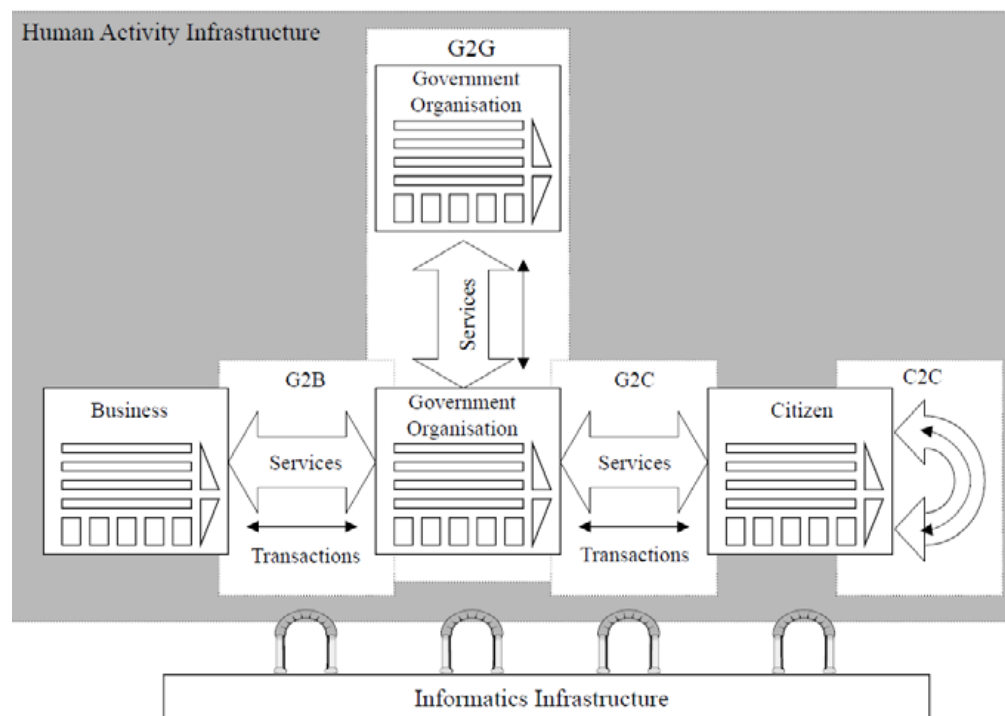 Human Activity Infrastructure
G2G
Government
Organisation
Services
G2B
G2C
C2C
Business
Government
Organisation
Citizen
Services
Services
Transactions
Transactions
Informatics Infrastructure